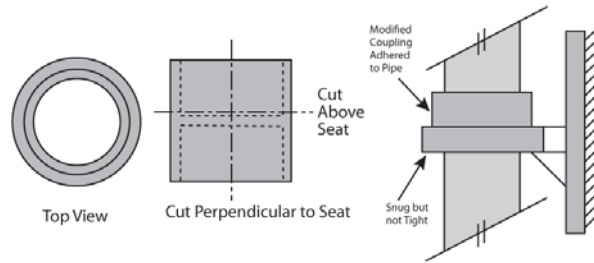 Top View
Cut
Above
Seat
Cut Perpendicular to Seat
Modified
Coupling
Adhered
to Pipe
Snug but
not Tight